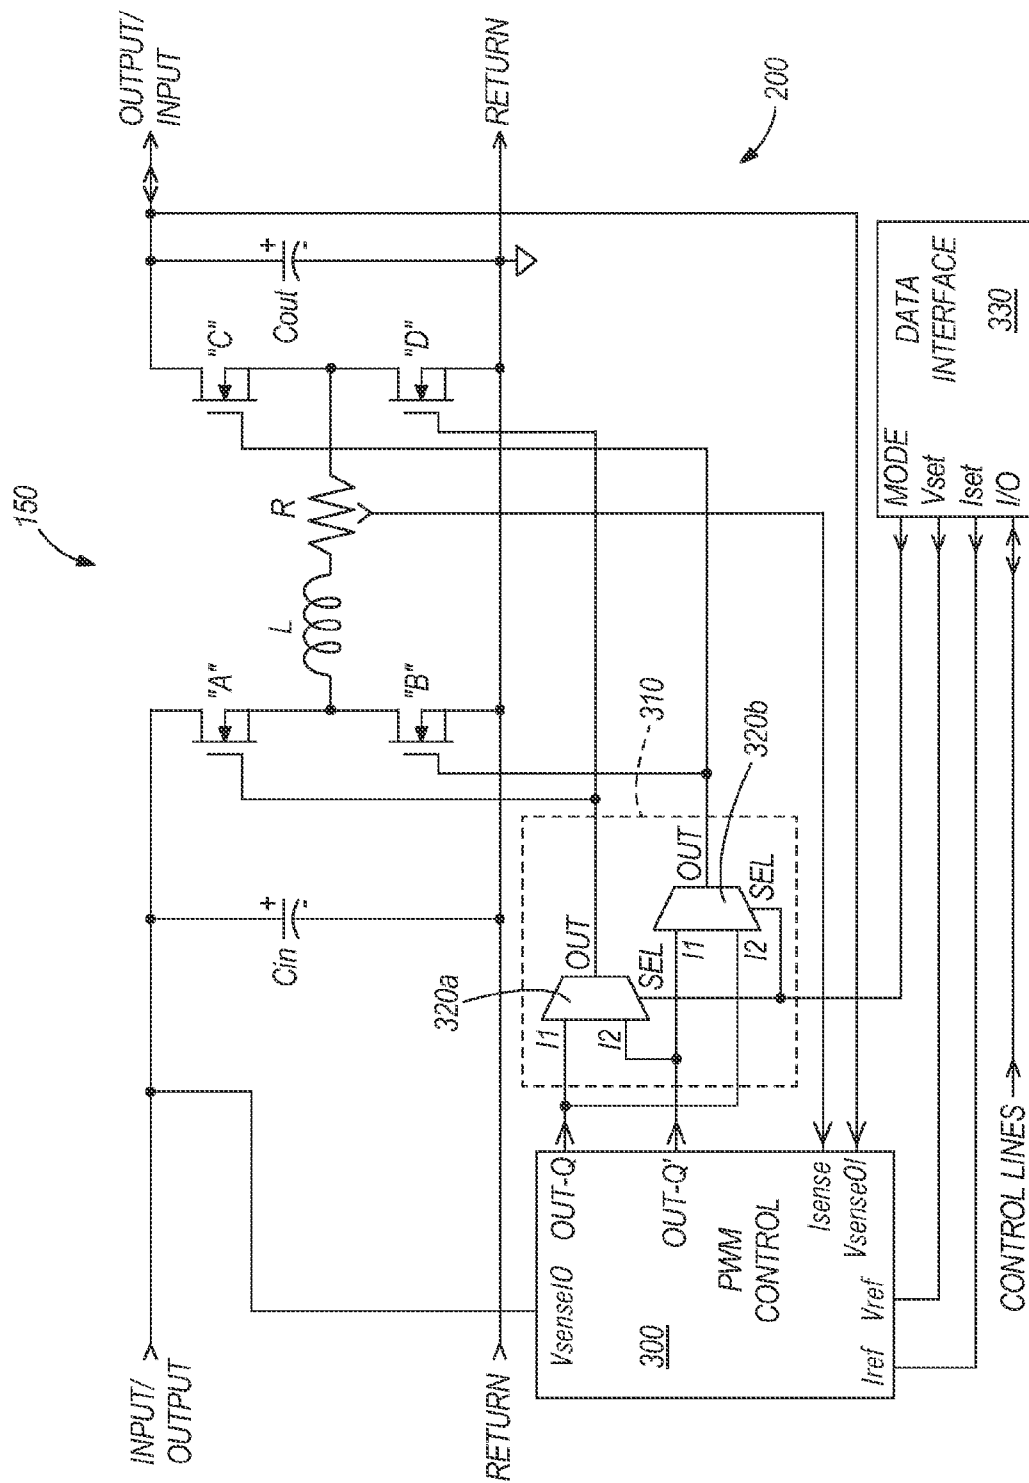 150
INPUT/
OUTPUT
OUTPUT/
INPUT
Cin
+
-
"A"
"B"
L
R
"C"
"D"
Cout
+
-
RETURN
RETURN
200
VsenseIO
OUT-Q
OUT-Q'
PWM
CONTROL
300
Isense
VsenseOI
Iref
Vref
320a
I1
I2
OUT
SEL
I1
I2
OUT
SEL
310
320b
MODE
Vset
Iset
I/O
DATA
INTERFACE
330
CONTROL LINES